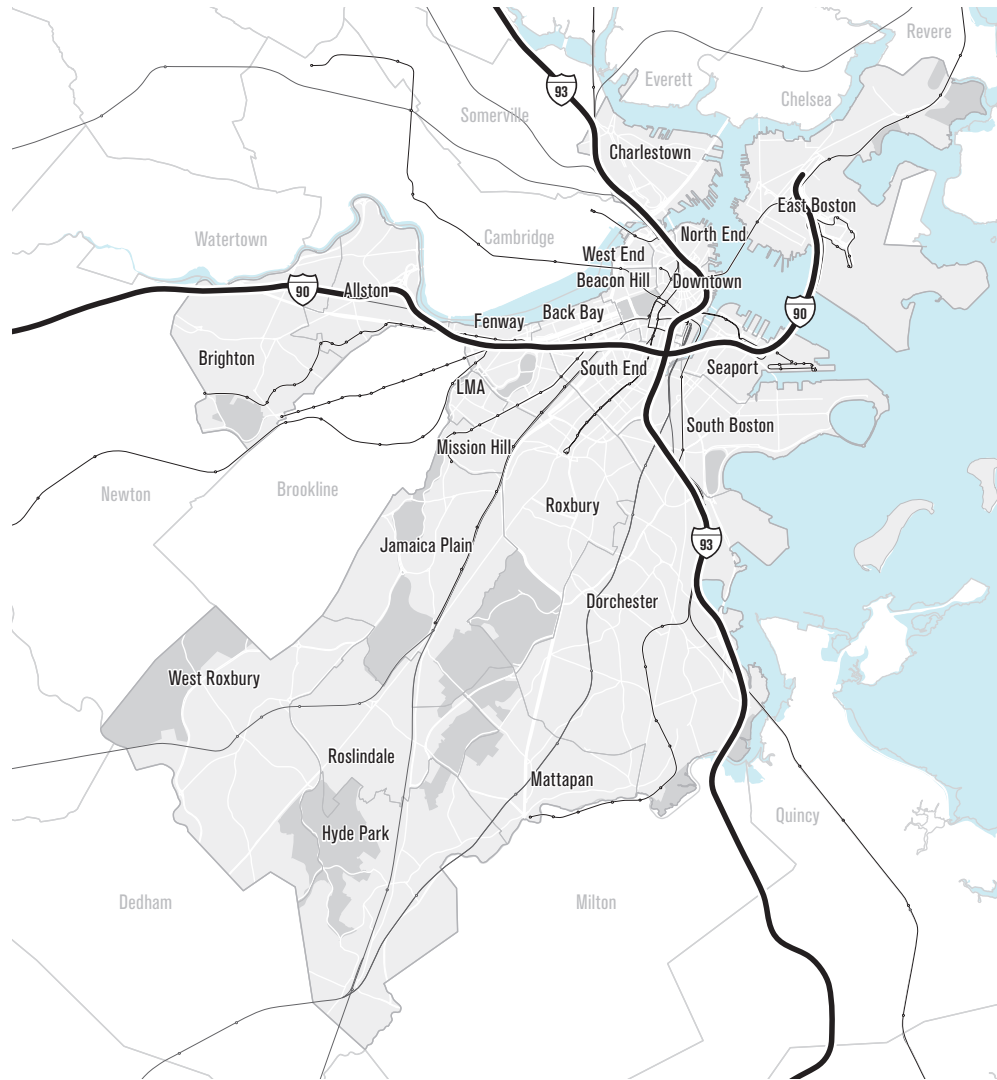 Revere
Everett
93
Chelsea
Somerville
Charlestown
East Boston
North End
Watertown
Cambridge
West End
Beacon Hill
Downtown
90
Allston
Back Bay
90
Fenway
Brighton
South End
Seaport
LMA
South Boston
Mission Hill
Newton
Brookline
Roxbury
Jamaica Plain
93
Dorchester
West Roxbury
Roslindale
Mattapan
Quincy
Hyde Park
Dedham
Milton